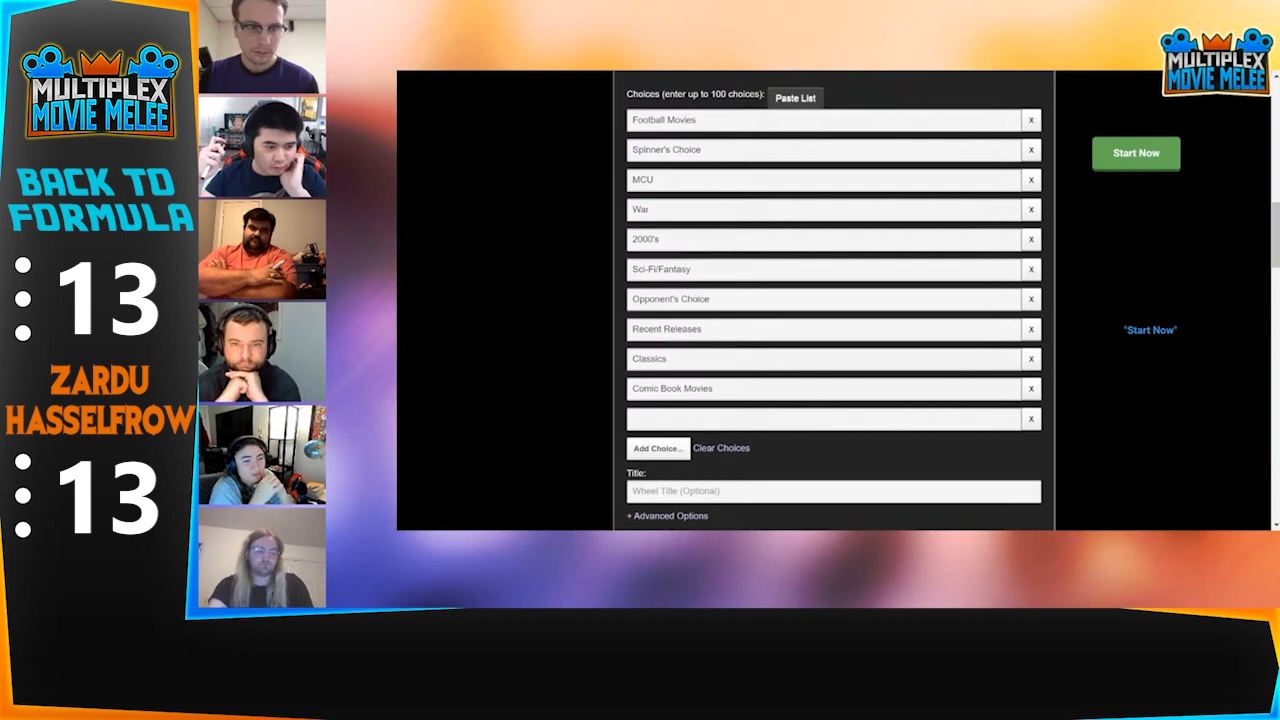 MULTIPLEX
MOVIE MELEE
BACK TO
FORMULA
13
ZARDU
HASSELFROW
13
Choices (enter up to 100 choices):
Paste List
Football Movies
X
Spinner's Choice
X
MCU
X
War
X
2000's
X
Sci-Fi/Fantasy
X
Opponent's Choice
X
Recent Releases
X
Classics
X
Comic Book Movies
X
X
Add Choice...
Clear Choices
Title:
Wheel Title (Optional)
+ Advanced Options
MULTIPLEX
MOVIE MELEE
Start Now
"Start Now"